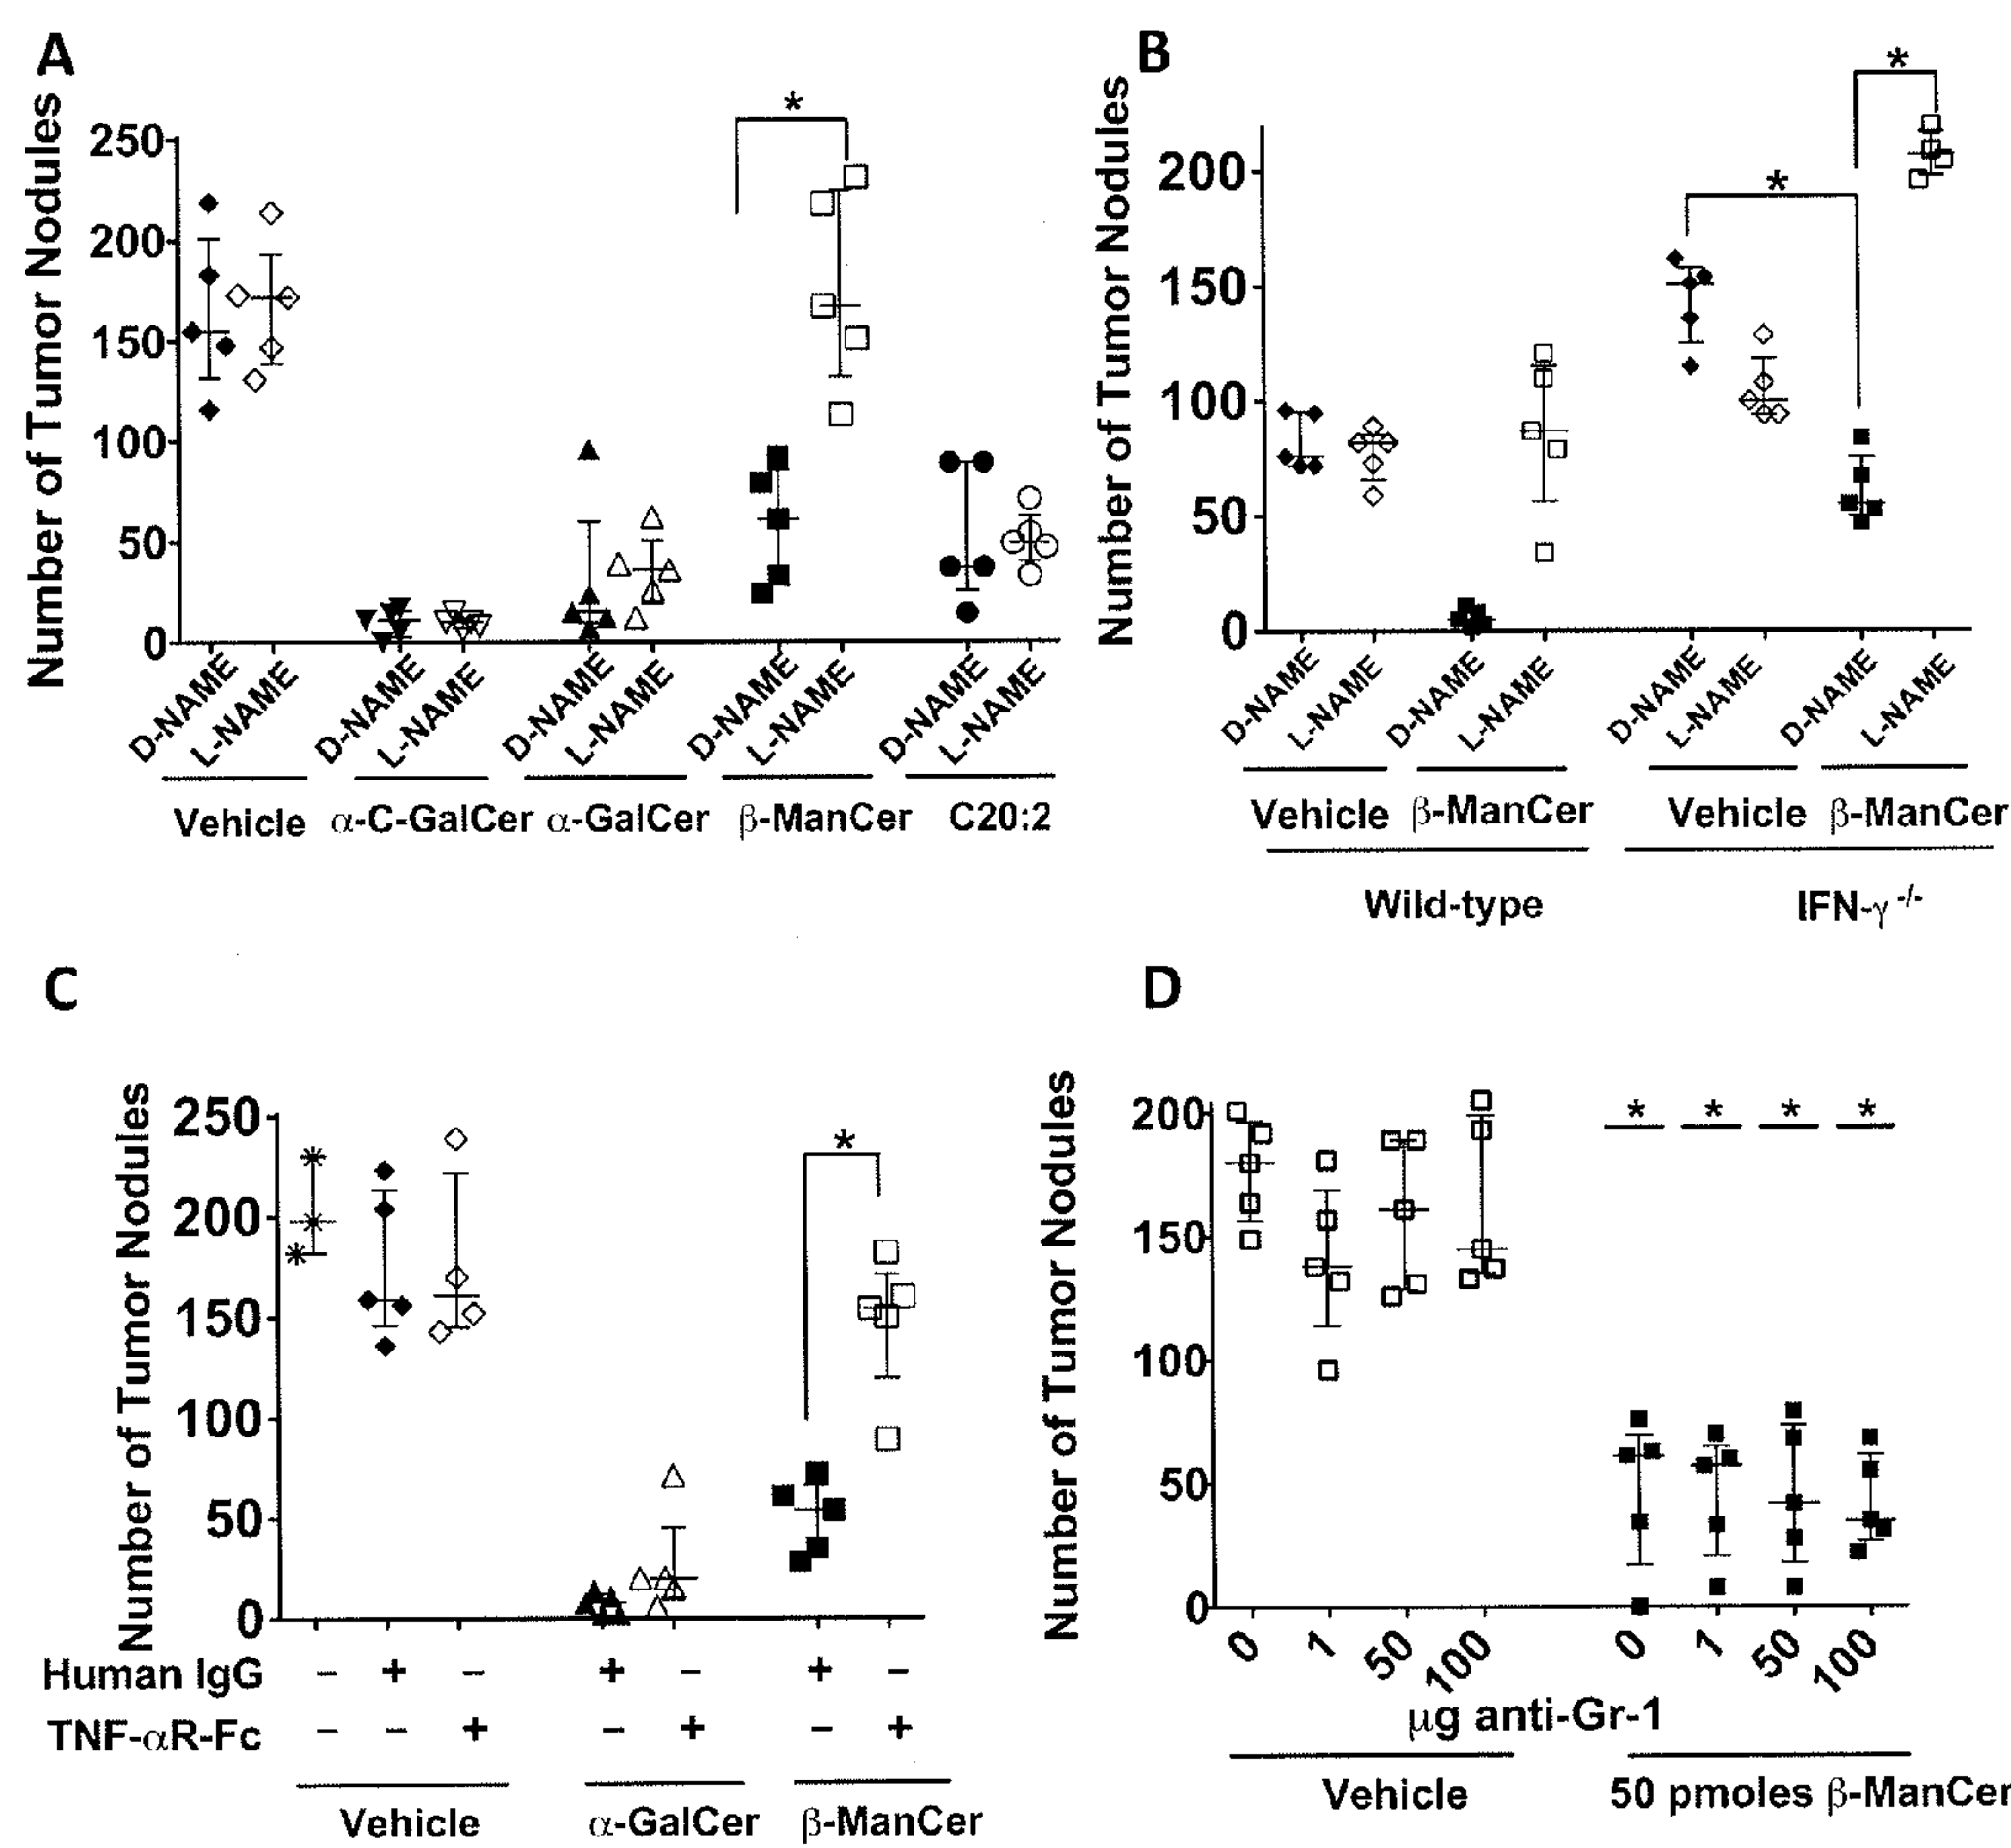 A
Number of Tumor Nodules
250
200
150
100
50
0
*
D-NAME
L-NAME
D-NAME
L-NAME
D-NAME
L-NAME
D-NAME
L-NAME
D-NAME
L-NAME
Vehicle α-C-GalCer α-GalCer β-ManCer C20:2
B
Number of Tumor Nodules
200
150
100
50
0
*
*
D-NAME
L-NAME
D-NAME
L-NAME
D-NAME
L-NAME
D-NAME
L-NAME
Vehicle β-ManCer Vehicle β-ManCer
Wild-type IFN-γ -/-
C
Number of Tumor Nodules
250
200
150
100
50
0
*
Human IgG – + – + – + –
TNF-αR-Fc – – + – + – +
Vehicle α-GalCer β-ManCer
D
Number of Tumor Nodules
200
150
100
50
0
* * * *
0 1 50 100 0 1 50 100
μg anti-Gr-1
Vehicle 50 pmoles β-ManCer